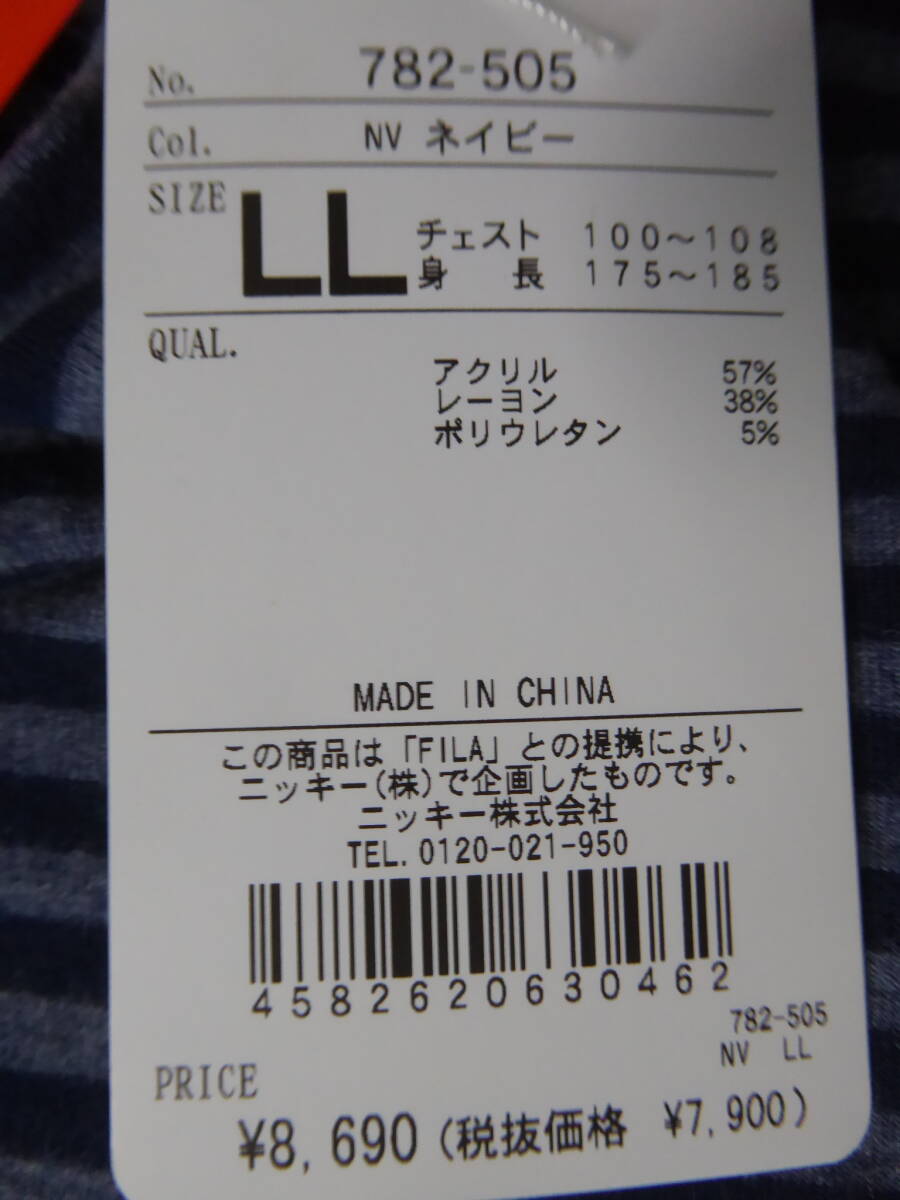 No. 782-505
Col. NV ネイビー
SIZE LL チェスト 100~108
身長 175~185
QUAL.
アクリル 57%
レーヨン 38%
ポリウレタン 5%
MADE IN CHINA
この商品は「FILA」との提携により、
ニッキー(株)で企画したものです。
ニッキー株式会社
TEL. 0120-021-950
4582620630462
782-505
NV LL
PRICE
¥8,690 (税抜価格 ¥7,900)